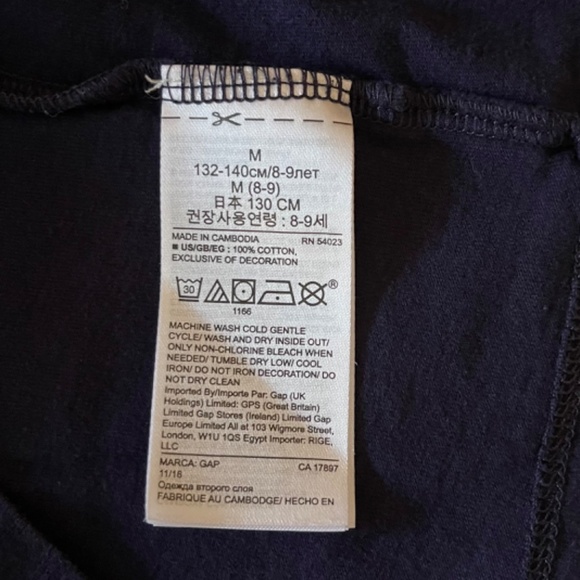 M
132-140см/8-9лет
M (8-9)
日本 130 CM
권장사용연령 : 8-9세
MADE IN CAMBODIA RN 54023
■ US/GB/EG : 100% COTTON,
EXCLUSIVE OF DECORATION
30
1166
®
MACHINE WASH COLD GENTLE
CYCLE/ WASH AND DRY INSIDE OUT/
ONLY NON-CHLORINE BLEACH WHEN
NEEDED/ TUMBLE DRY LOW/ COOL
IRON/ DO NOT IRON DECORATION/ DO
NOT DRY CLEAN
Imported By/Importe Par: Gap (UK
Holdings) Limited: GPS (Great Britain)
Limited Gap Stores (Ireland) Limited Gap
Europe Limited All at 103 Wigmore Street,
London, W1U 1QS Egypt Importer: RIGE,
LLC
MARCA: GAP CA 17897
11/16
Одежда второго слоя
FABRIQUE AU CAMBODGE/ HECHO EN